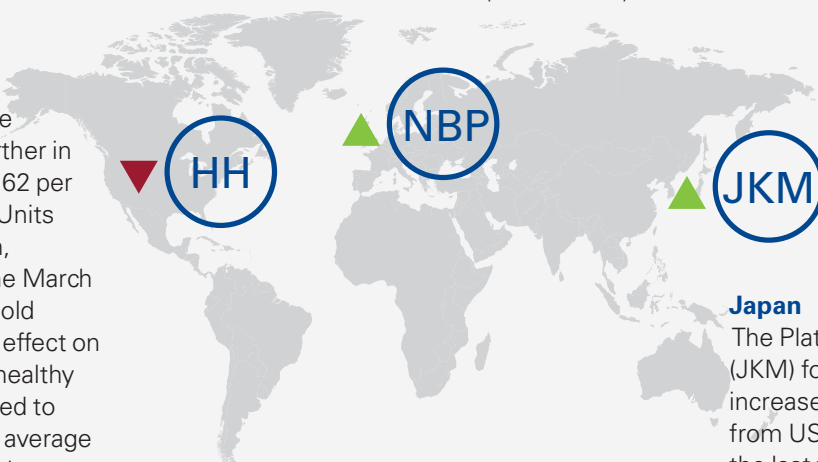 HH
NBP
JKM
e
rther in
62 per
Units
,
e March
old
effect on
healthy
ed to
average
Japan
The Plat
(JKM) fo
increase
from US